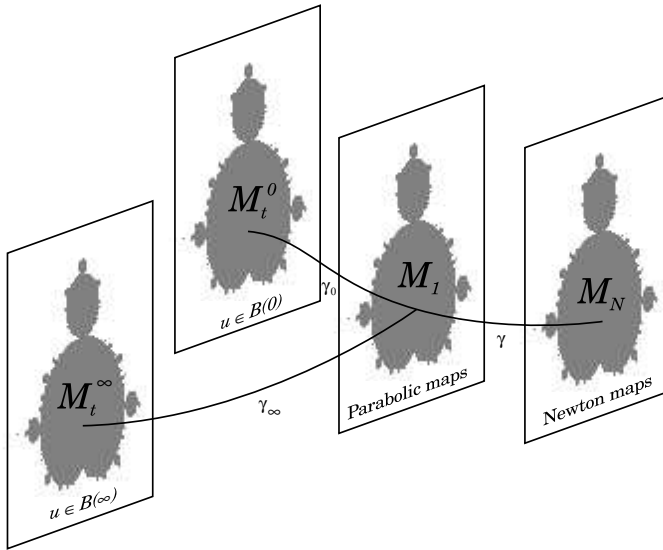 M_t^0
u ∈ B(0)
γ_0
M_1
Parabolic maps
M_N
Newton maps
γ
M_t^∞
u ∈ B(∞)
γ_∞